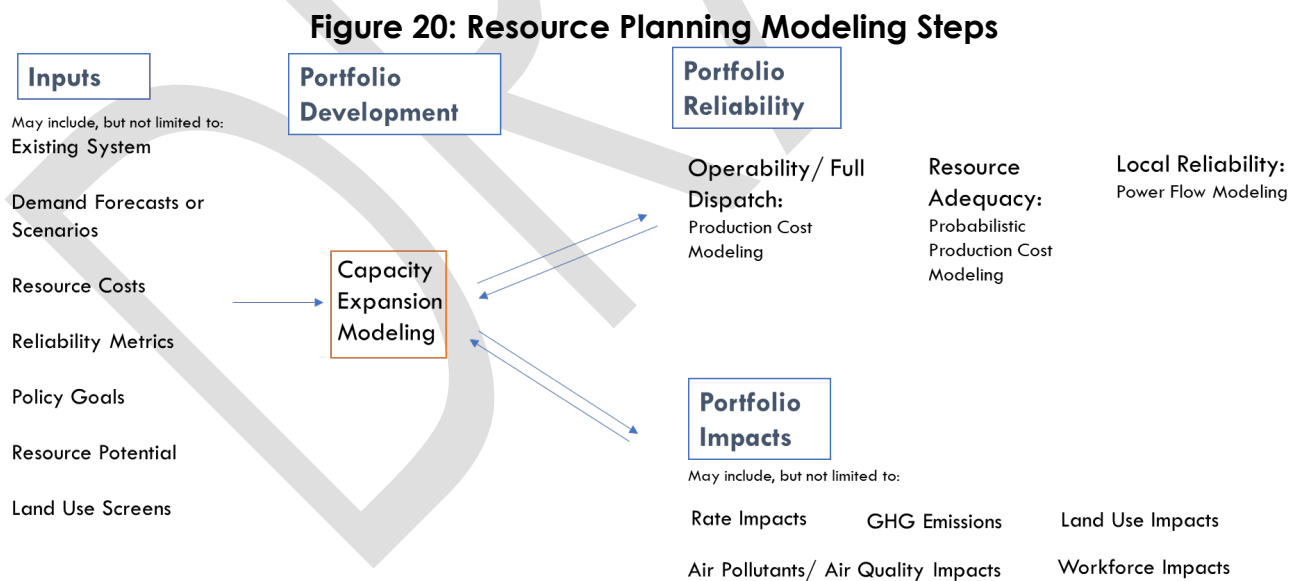 Figure 20: Resource Planning Modeling Steps
Inputs
May include, but not limited to:
Existing System
Demand Forecasts or
Scenarios
Resource Costs
Reliability Metrics
Policy Goals
Resource Potential
Land Use Screens
Portfolio
Development
Capacity
Expansion
Modeling
Portfolio
Reliability
Operability/ Full
Dispatch:
Production Cost
Modeling
Resource
Adequacy:
Probabilistic
Production Cost
Modeling
Local Reliability:
Power Flow Modeling
Portfolio
Impacts
May include, but not limited to:
Rate Impacts
GHG Emissions
Land Use Impacts
Air Pollutants/ Air Quality Impacts
Workforce Impacts